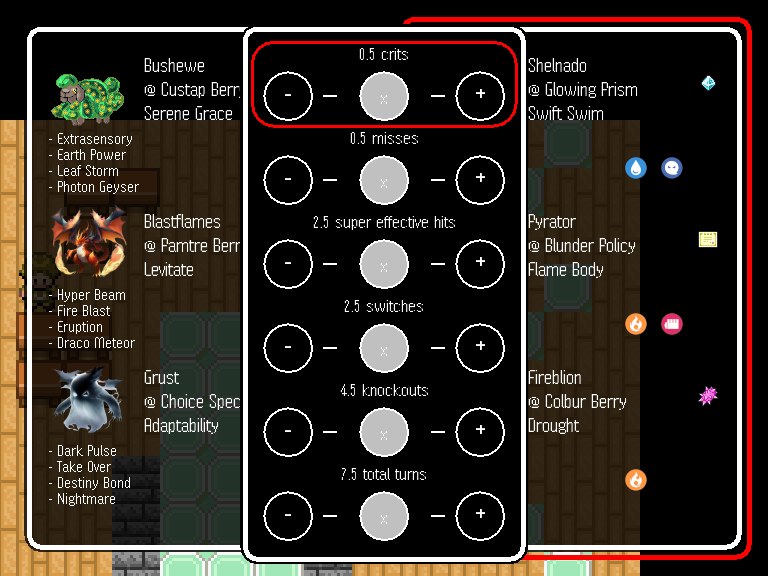 Bushewe
@ Custap Berr
Serene Grace
- Extrasensory
- Earth Power
- Leaf Storm
- Photon Geyser
Blastflames
@ Pamtre Berr
Levitate
- Hyper Beam
- Fire Blast
- Eruption
- Draco Meteor
Grust
@ Choice Spec
Adaptability
- Dark Pulse
- Take Over
- Destiny Bond
- Nightmare
0.5 crits
- x +
0.5 misses
- x +
2.5 super effective hits
- x +
2.5 switches
- x +
4.5 knockouts
- x +
7.5 total turns
- x +
Shelnado
@ Glowing Prism
Swift Swim
Pyrator
@ Blunder Policy
Flame Body
Fireblion
@ Colbur Berry
Drought